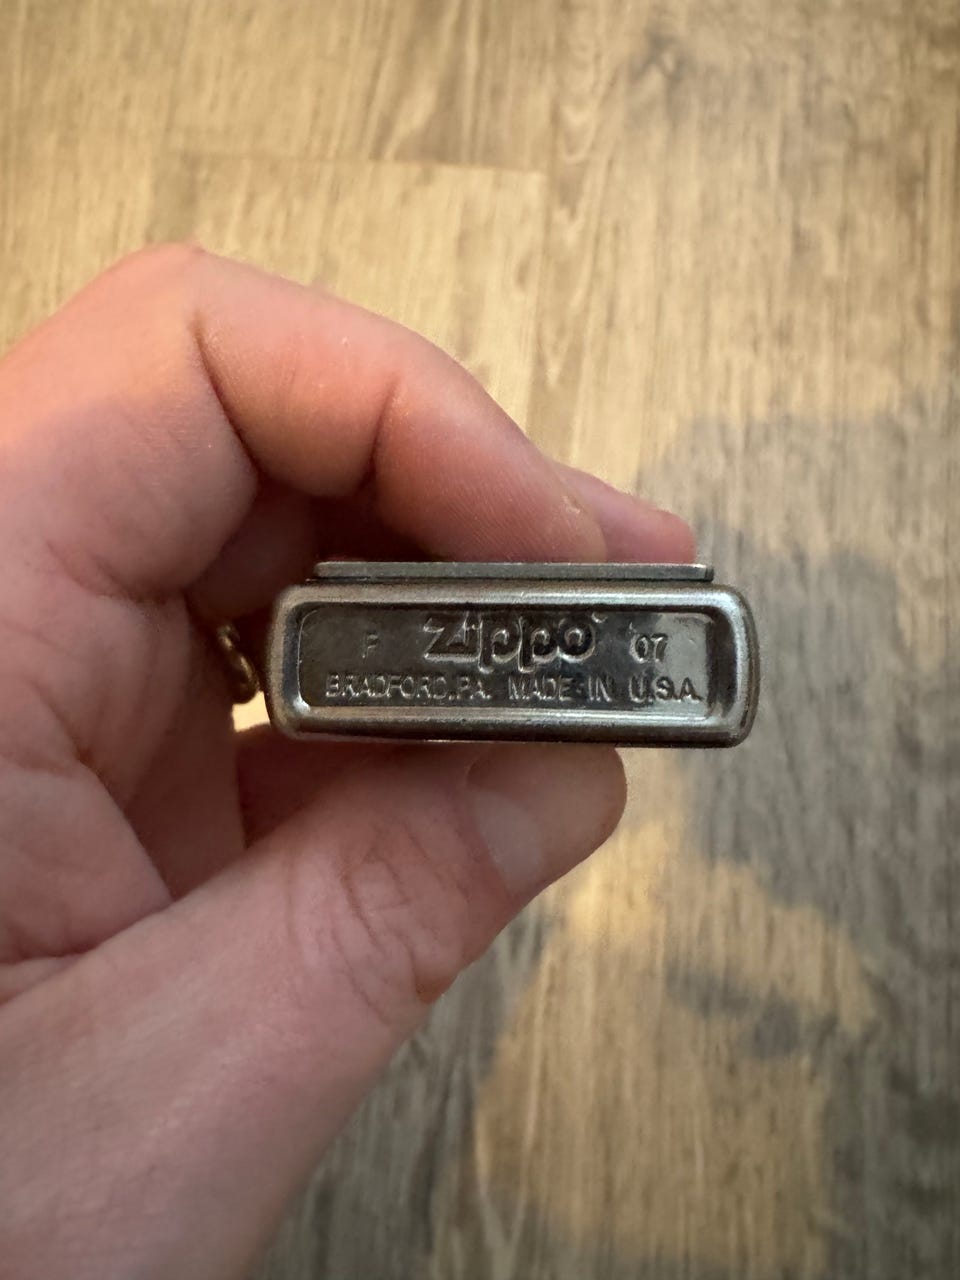 F Zippo '07
BRADFORD,PA. MADE IN U.S.A.